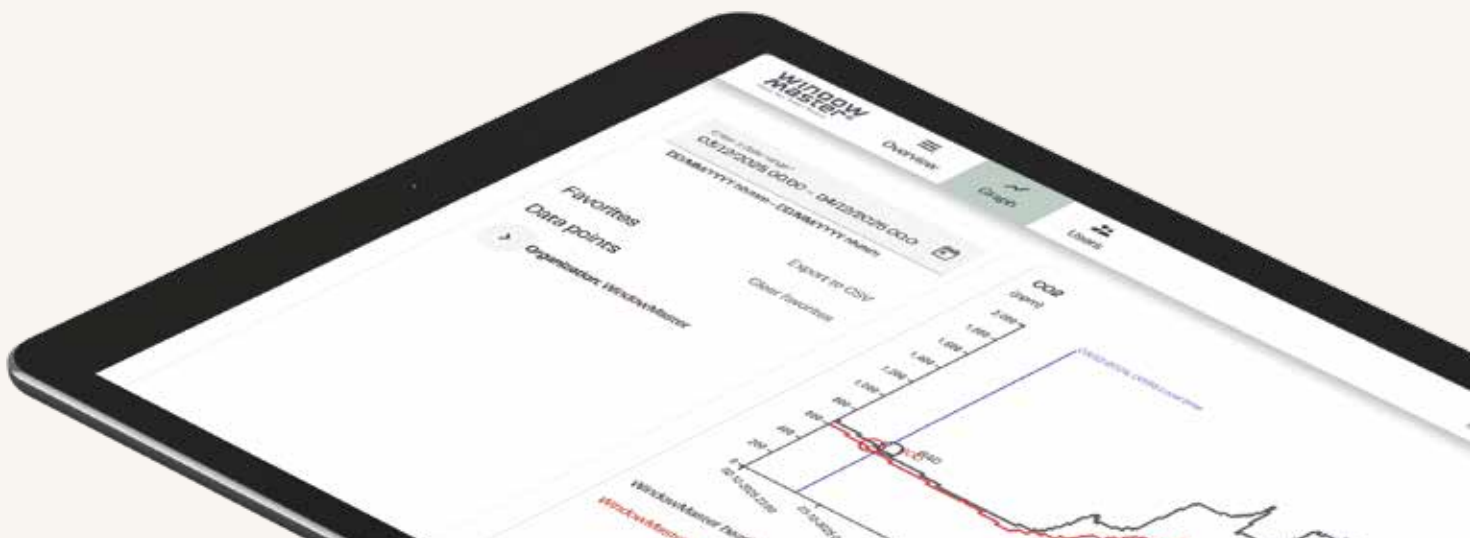 WINDOW
Master
Overview
Graph
Users
03/12/2025 00:00 – 04/12/2025 00:0
DD/MM/YYYY hh:mm – DD/MM/YYYY hh:mm
Favorites
Export to CSV
Clear favorites
Data points
Organization: WindowMaster
CO2
(ppm)
2,000
1,800
1,600
1,400
1,200
1,000
800
600
400
200
0
640
WindowMaster
WindowMaster